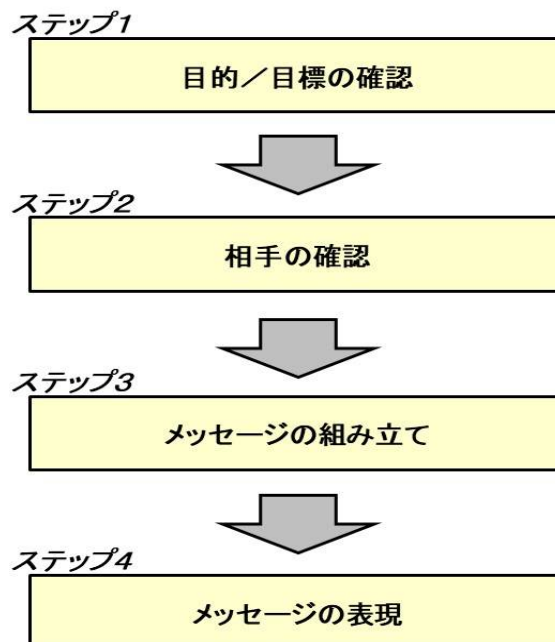 ステップ1
目的／目標の確認
ステップ2
相手の確認
ステップ3
メッセージの組み立て
ステップ4
メッセージの表現